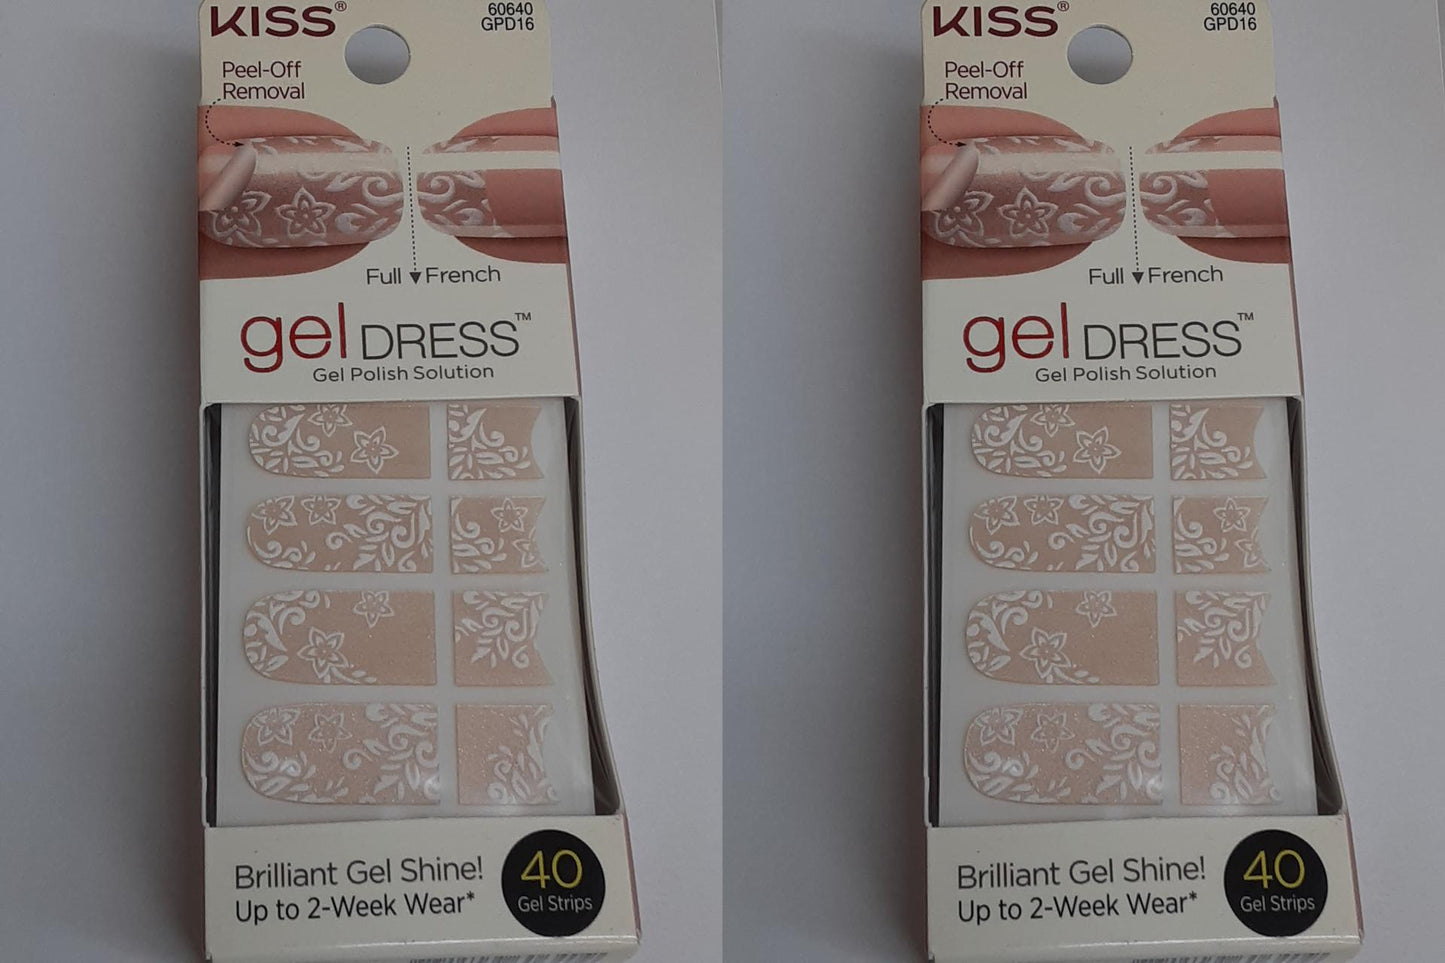 KISS®
60640
GPD16
Peel-Off
Removal
Full French
gel DRESS™
Gel Polish Solution
Brilliant Gel Shine!
Up to 2-Week Wear*
40
Gel Strips
KISS®
60640
GPD16
Peel-Off
Removal
Full French
gel DRESS™
Gel Polish Solution
Brilliant Gel Shine!
Up to 2-Week Wear*
40
Gel Strips